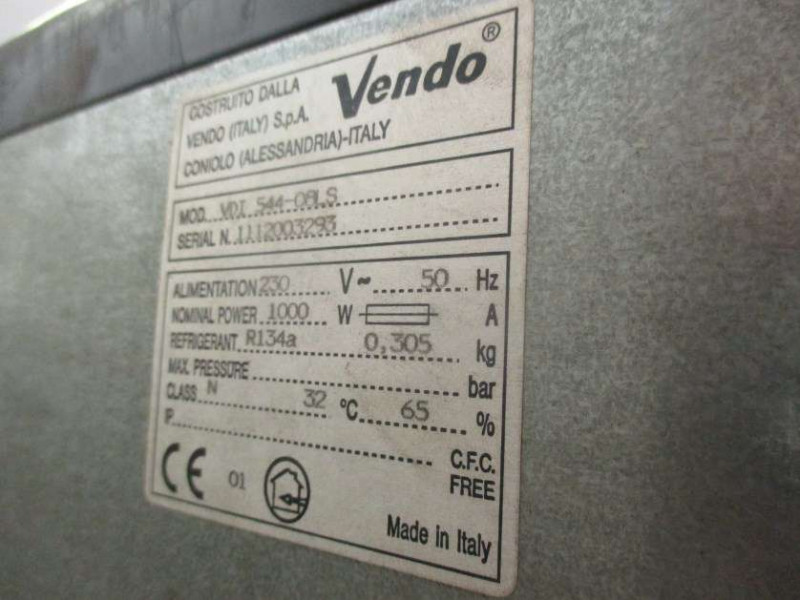 COSTRUITO DALLA
VENDO (ITALY) S.p.A.
CONIOLO (ALESSANDRIA)-ITALY
Vendo®
MOD. VDI 544-08LS
SERIAL N. 1112003293
ALIMENTATION 230 V~ 50 Hz
NOMINAL POWER 1000 W A
REFRIGERANT R134a 0,305 kg
MAX. PRESSURE bar
CLASS N 32 °C 65 %
P
C.F.C.
FREE
CE 01
Made in Italy